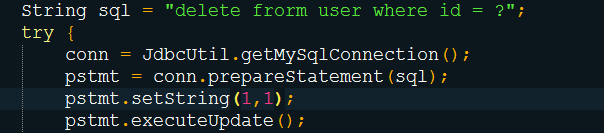 String sql = "delete frorm user where id = ?";
try {
conn = JdbcUtil.getMySqlConnection();
pstmt = conn.prepareStatement(sql);
pstmt.setString(1,1);
pstmt.executeUpdate();